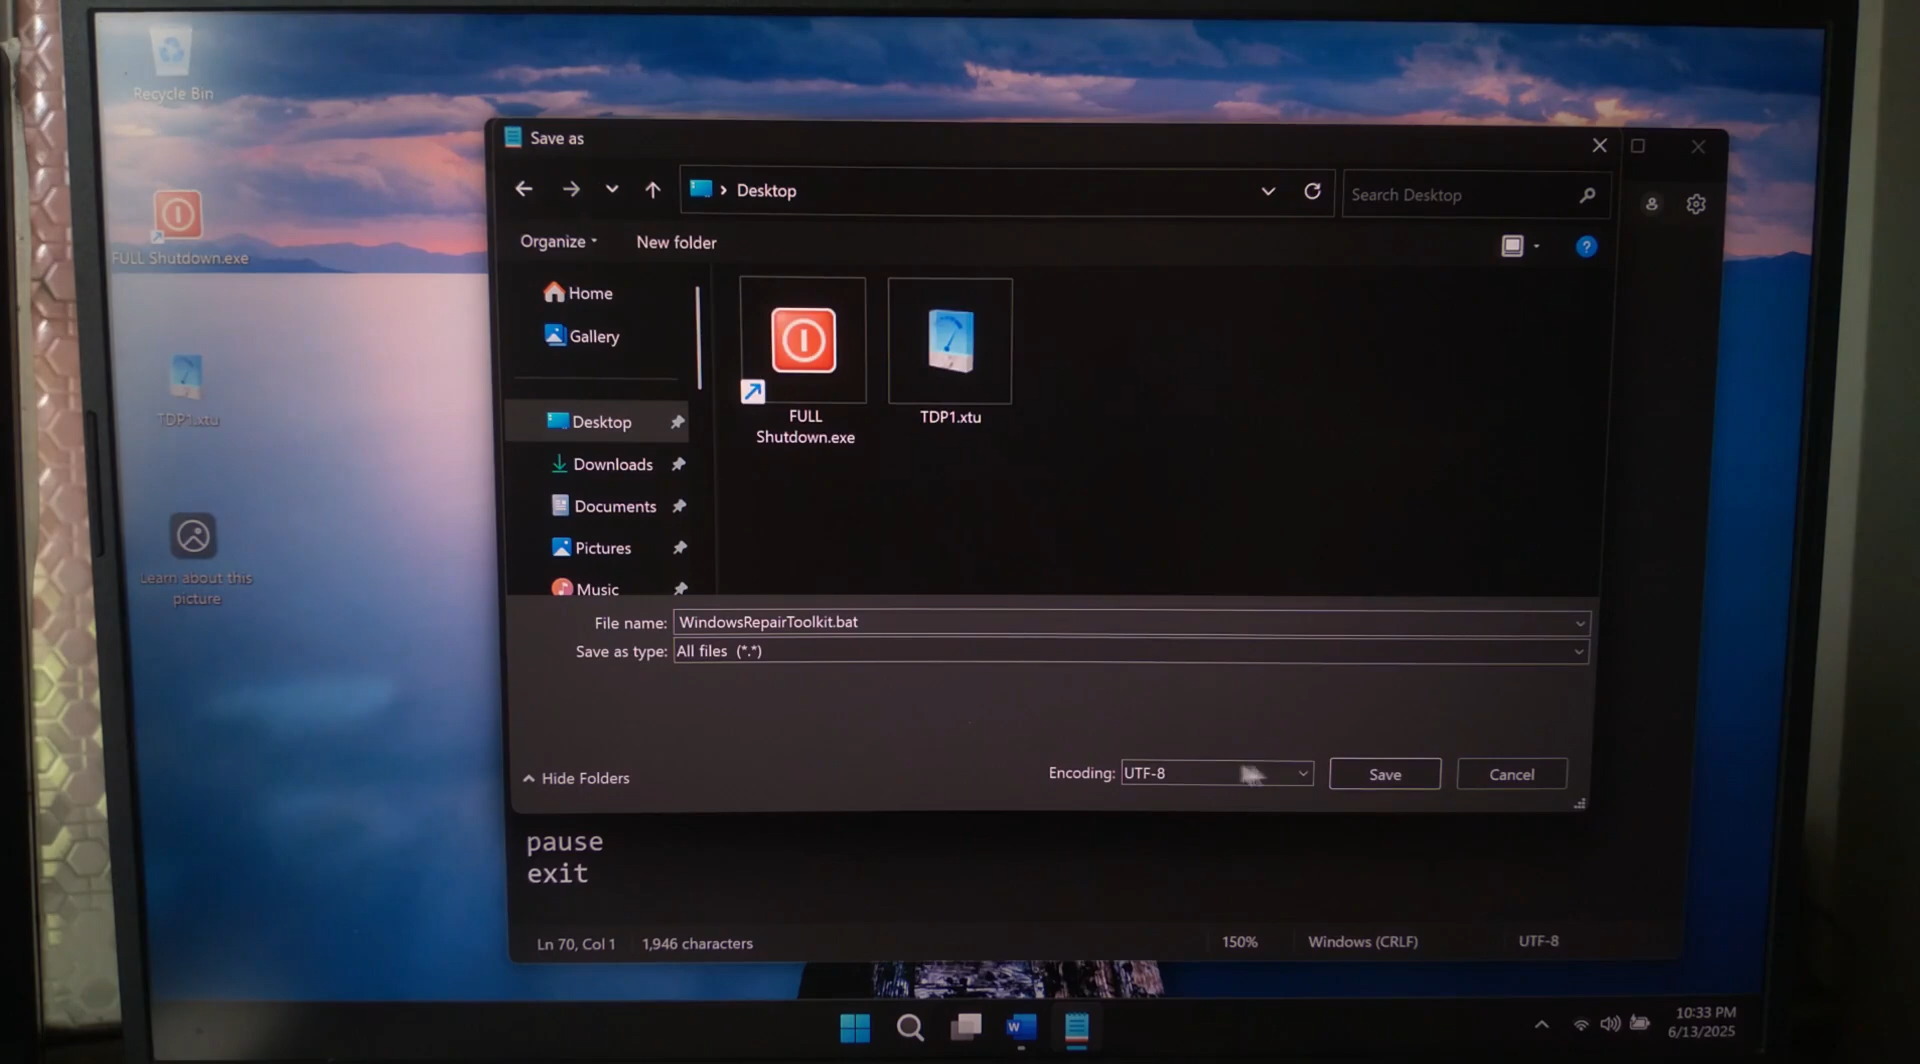 Recycle Bin
FULL Shutdown.exe
TDP1.xtu
Learn about this
picture
Save as
Desktop
Search Desktop
Organize
New folder
?
Home
Gallery
Desktop
Downloads
Documents
Pictures
Music
FULL
Shutdown.exe
TDP1.xtu
File name: WindowsRepairToolkit.bat
Save as type: All files (*.*)
Hide Folders
Encoding: UTF-8
Save
Cancel
pause
exit
Ln 70, Col 1 1,946 characters 150% Windows (CRLF) UTF-8
W
10:33 PM
6/13/2025